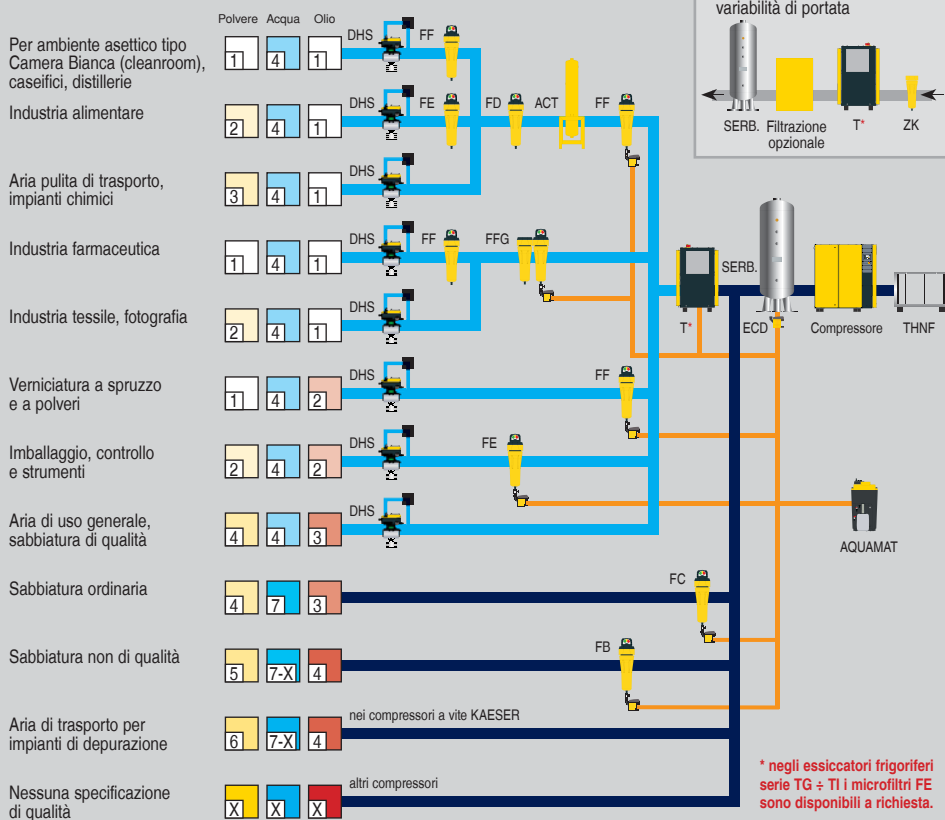 variabilità di portata
SERB.
Filtrazione
opzionale
T*
ZK
Polvere Acqua Olio
Per ambiente asettico tipo
Camera Bianca (cleanroom),
caseifici, distillerie
1 4 1
DHS FF
Industria alimentare
2 4 1
DHS FE FD ACT FF
Aria pulita di trasporto,
impianti chimici
3 4 1
DHS
Industria farmaceutica
1 4 1
DHS FF FFG
SERB.
T* ECD Compressore THNF
Industria tessile, fotografia
2 4 1
DHS
Verniciatura a spruzzo
e a polveri
1 4 2
DHS FF
Imballaggio, controllo
e strumenti
2 4 2
DHS FE
AQUAMAT
Aria di uso generale,
sabbiatura di qualità
4 4 3
DHS
Sabbiatura ordinaria
4 7 3
FC
Sabbiatura non di qualità
5 7-X 4
FB
Aria di trasporto per
impianti di depurazione
6 7-X 4
nei compressori a vite KAESER
Nessuna specificazione
di qualità
X X X
altri compressori
* negli essiccatori frigoriferi
serie TG ÷ TI i microfiltri FE
sono disponibili a richiesta.